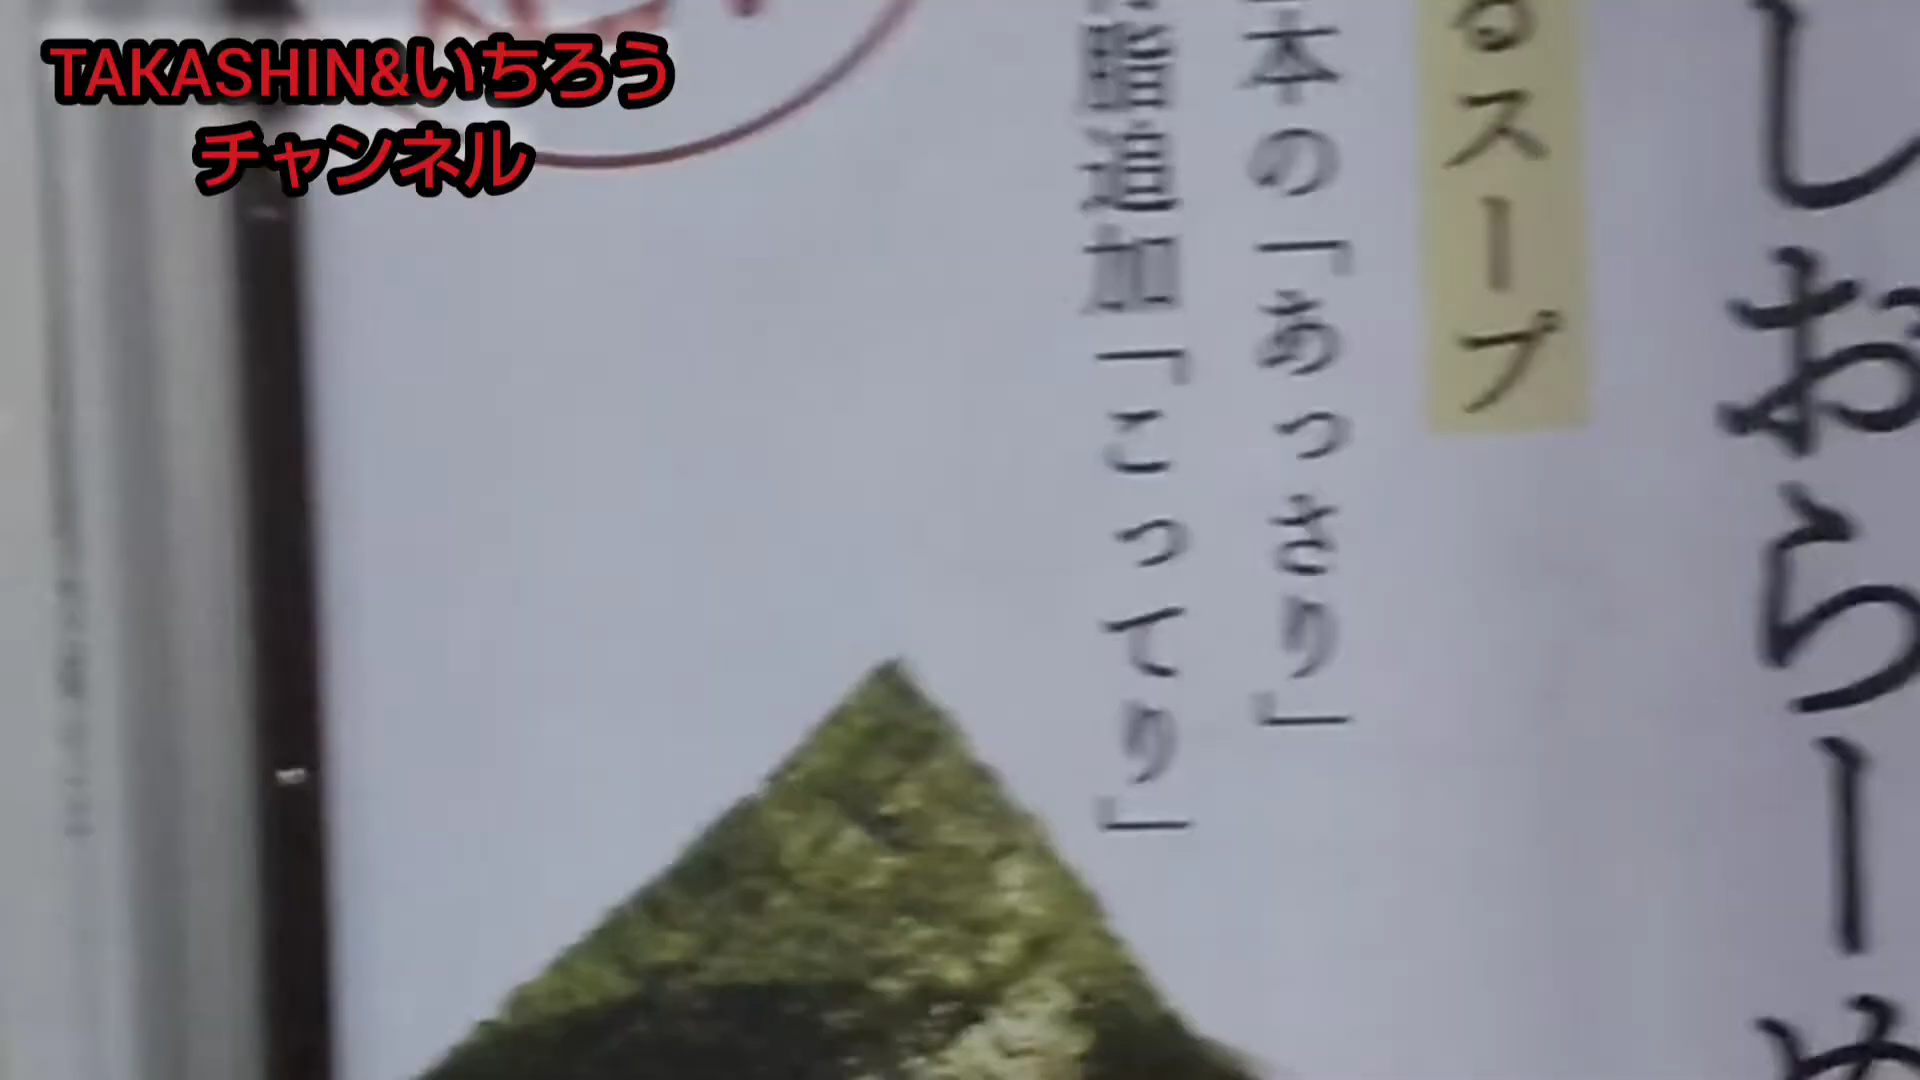 TAKASHIN&いちろう
チャンネル
しおらーめ
るスープ
本の「あっさり」
脂追加「こってり」